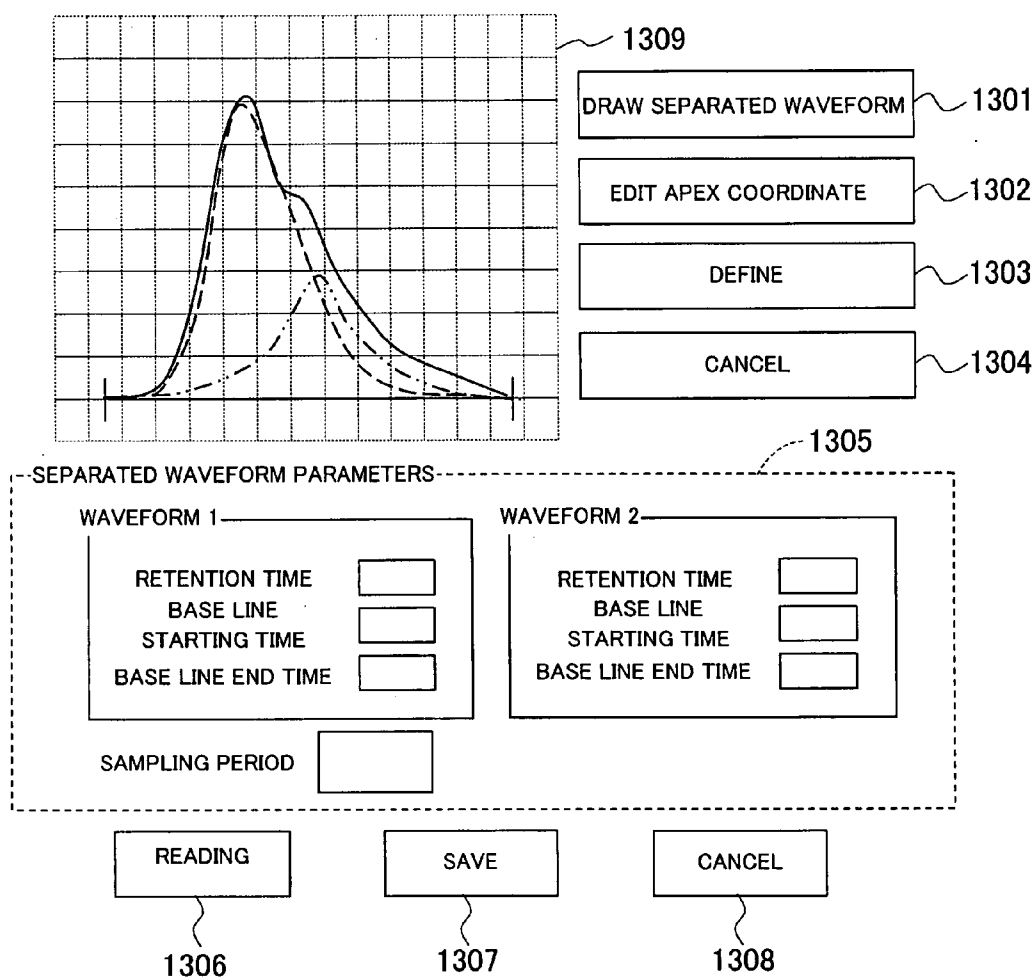 1309
DRAW SEPARATED WAVEFORM
1301
EDIT APEX COORDINATE
1302
DEFINE
1303
CANCEL
1304
1305
SEPARATED WAVEFORM PARAMETERS
WAVEFORM 1
RETENTION TIME
BASE LINE
STARTING TIME
BASE LINE END TIME
WAVEFORM 2
RETENTION TIME
BASE LINE
STARTING TIME
BASE LINE END TIME
SAMPLING PERIOD
READING
SAVE
CANCEL
1306
1307
1308